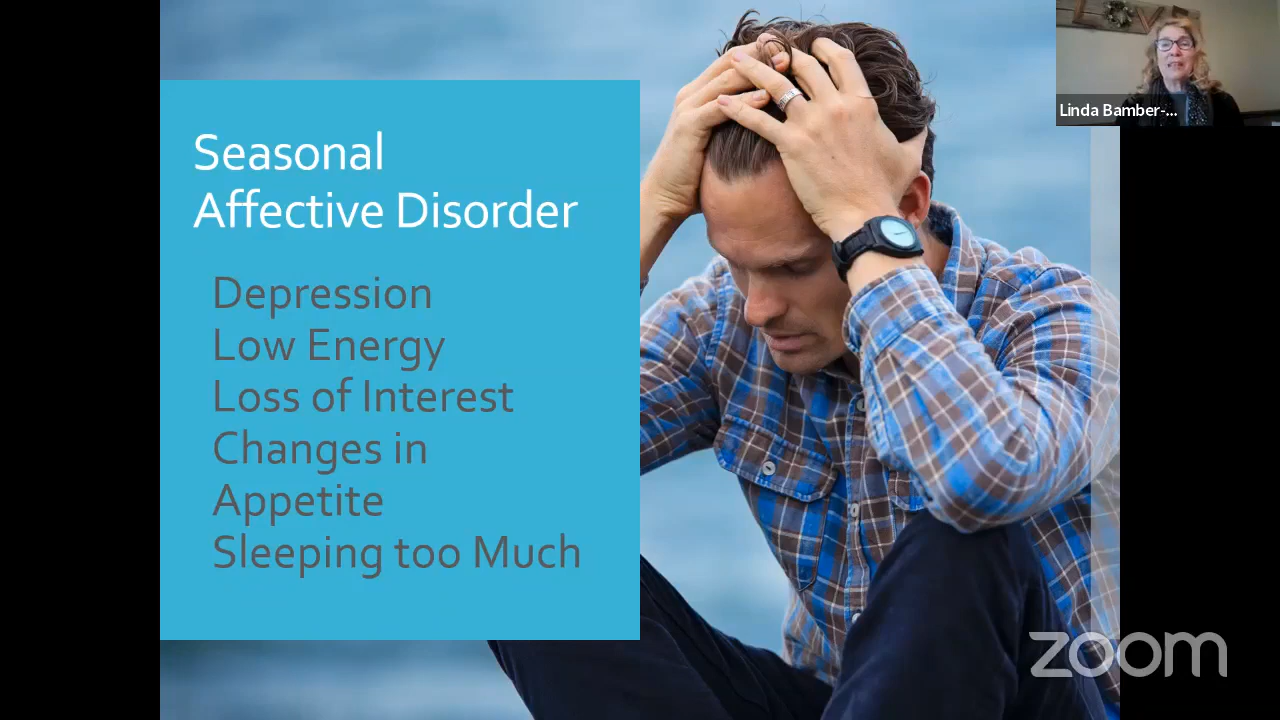 Seasonal
Affective Disorder
Depression
Low Energy
Loss of Interest
Changes in
Appetite
Sleeping too Much
Linda Bamber-...
zoom